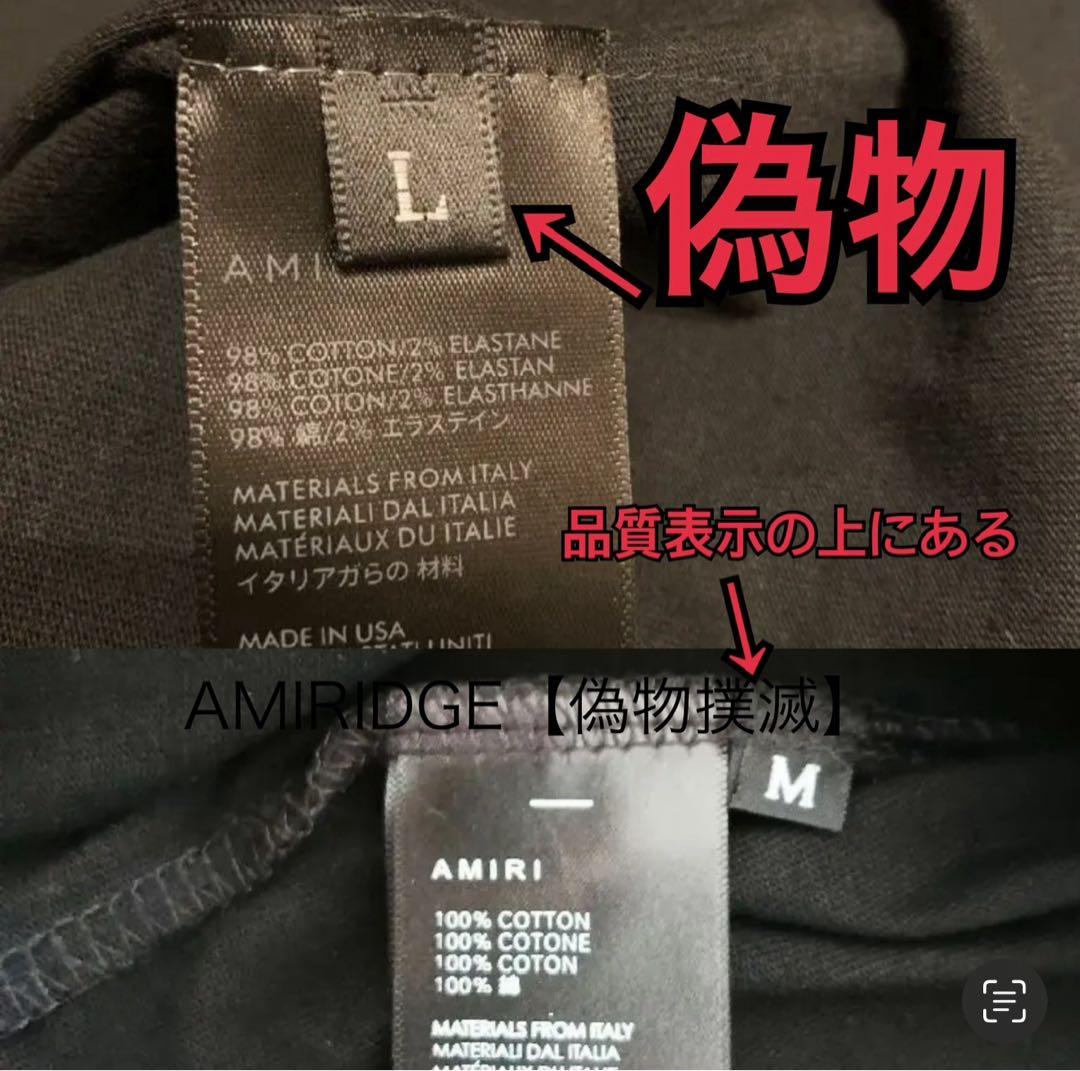 L
偽物
AMI
98% COTTON/2% ELASTANE
98% COTONE/2% ELASTAN
98% COTON/2% ELASTHANNE
98% 綿/2% エラステイン
MATERIALS FROM ITALY
MATERIALI DAL ITALIA
MATÉRIAUX DU ITALIE
イタリアガらの 材料
品質表示の上にある
MADE IN USA
STATI UNITI
AMIRIDGE【偽物撲滅】
M
AMIRI
100% COTTON
100% COTONE
100% COTON
100% 綿
MATERIALS FROM ITALY
MATERIALI DAL ITALIA